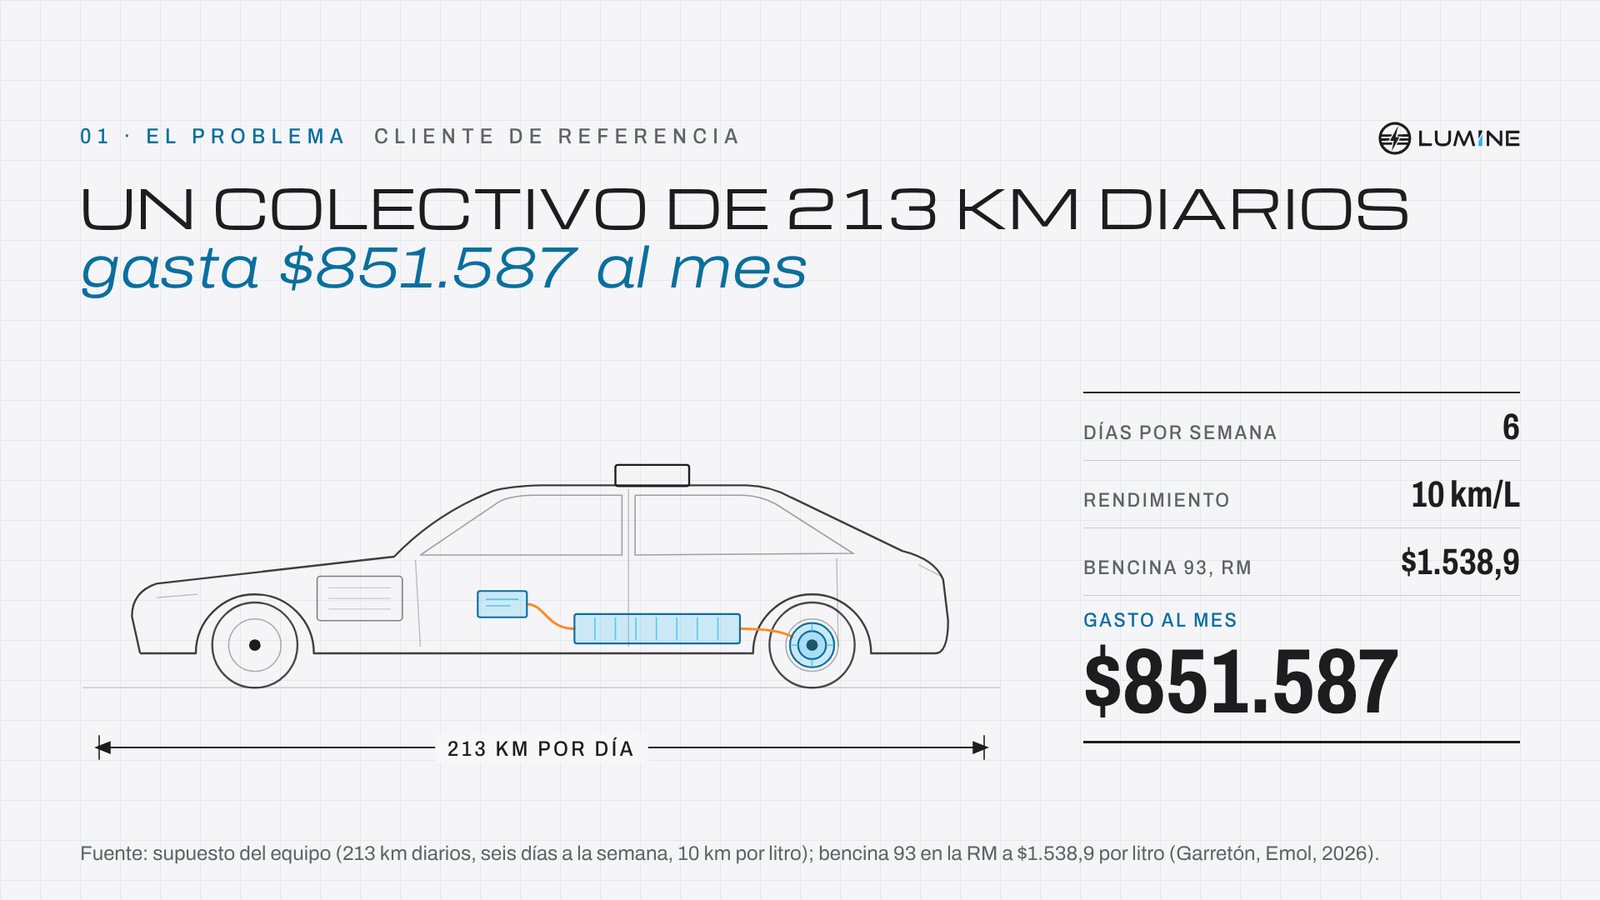 01 · EL PROBLEMA CLIENTE DE REFERENCIA
LUMINE
UN COLECTIVO DE 213 KM DIARIOS
gasta $851.587 al mes
DÍAS POR SEMANA 6
RENDIMIENTO 10 km/L
BENCINA 93, RM $1.538,9
GASTO AL MES
$851.587
213 KM POR DÍA
Fuente: supuesto del equipo (213 km diarios, seis días a la semana, 10 km por litro); bencina 93 en la RM a $1.538,9 por litro (Garretón, Emol, 2026).